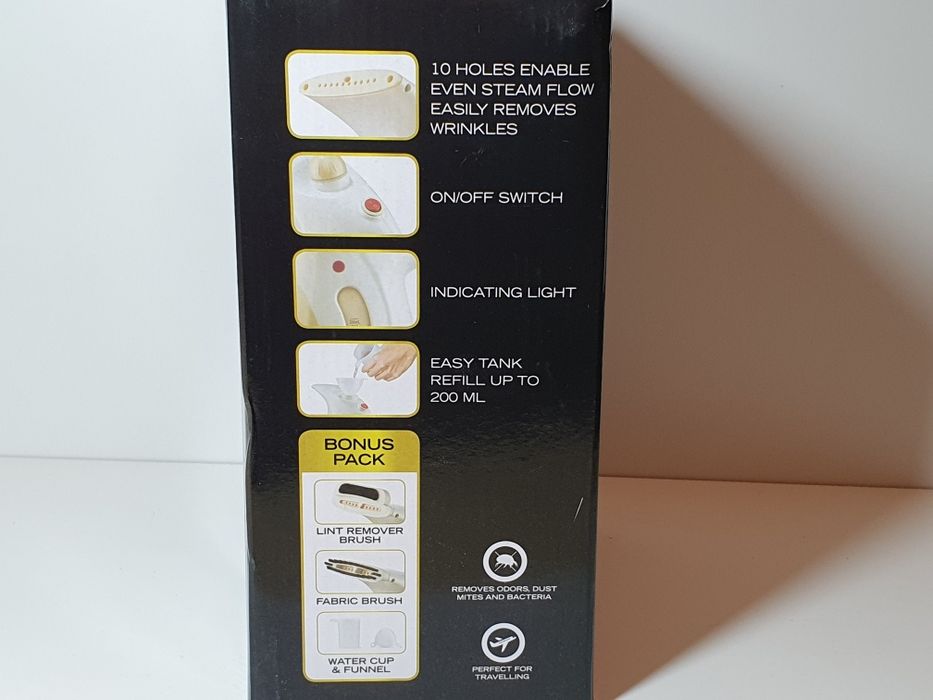 10 HOLES ENABLE
EVEN STEAM FLOW
EASILY REMOVES
WRINKLES
ON/OFF SWITCH
INDICATING LIGHT
EASY TANK
REFILL UP TO
200 ML
BONUS
PACK
LINT REMOVER
BRUSH
FABRIC BRUSH
WATER CUP
& FUNNEL
REMOVES ODORS, DUST
MITES AND BACTERIA
PERFECT FOR
TRAVELLING